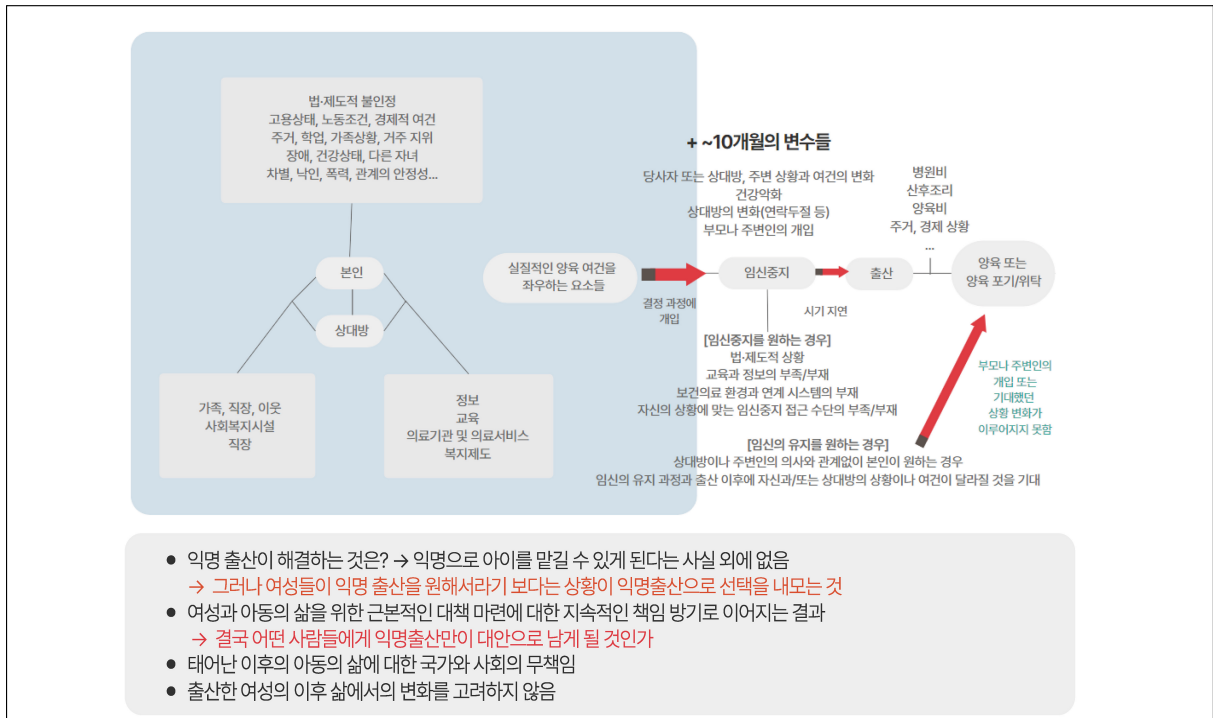 법·제도적 불인정
고용상태, 노동조건, 경제적 여건
주거, 학업, 가족상황, 거주 지위
장애, 건강상태, 다른 자녀
차별, 낙인, 폭력, 관계의 안정성...
본인
상대방
가족, 직장, 이웃
사회복지시설
직장
정보
교육
의료기관 및 의료서비스
복지제도
실질적인 양육 여건을
좌우하는 요소들
결정 과정에
개입
+ ~10개월의 변수들
당사자 또는 상대방, 주변 상황과 여건의 변화
건강악화
상대방의 변화(연락두절 등)
부모나 주변인의 개입
임신중지
시기 지연
[임신중지를 원하는 경우]
법·제도적 상황
교육과 정보의 부족/부재
보건의료 환경과 연계 시스템의 부재
자신의 상황에 맞는 임신중지 접근 수단의 부족/부재
출산
병원비
산후조리
양육비
주거, 경제 상황
...
양육 또는
양육 포기/위탁
부모나 주변인의
개입 또는
기대했던
상황 변화가
이루어지지 못함
[임신의 유지를 원하는 경우]
상대방이나 주변인의 의사와 관계없이 본인이 원하는 경우
임신의 유지 과정과 출산 이후에 자신과/또는 상대방의 상황이나 여건이 달라질 것을 기대
• 익명 출산이 해결하는 것은? → 익명으로 아이를 맡길 수 있게 된다는 사실 외에 없음
→ 그러나 여성들이 익명 출산을 원해서라기 보다는 상황이 익명출산으로 선택을 내모는 것
• 여성과 아동의 삶을 위한 근본적인 대책 마련에 대한 지속적인 책임 방기로 이어지는 결과
→ 결국 어떤 사람들에게 익명출산만이 대안으로 남게 될 것인가
• 태어난 이후의 아동의 삶에 대한 국가와 사회의 무책임
• 출산한 여성의 이후 삶에서의 변화를 고려하지 않음